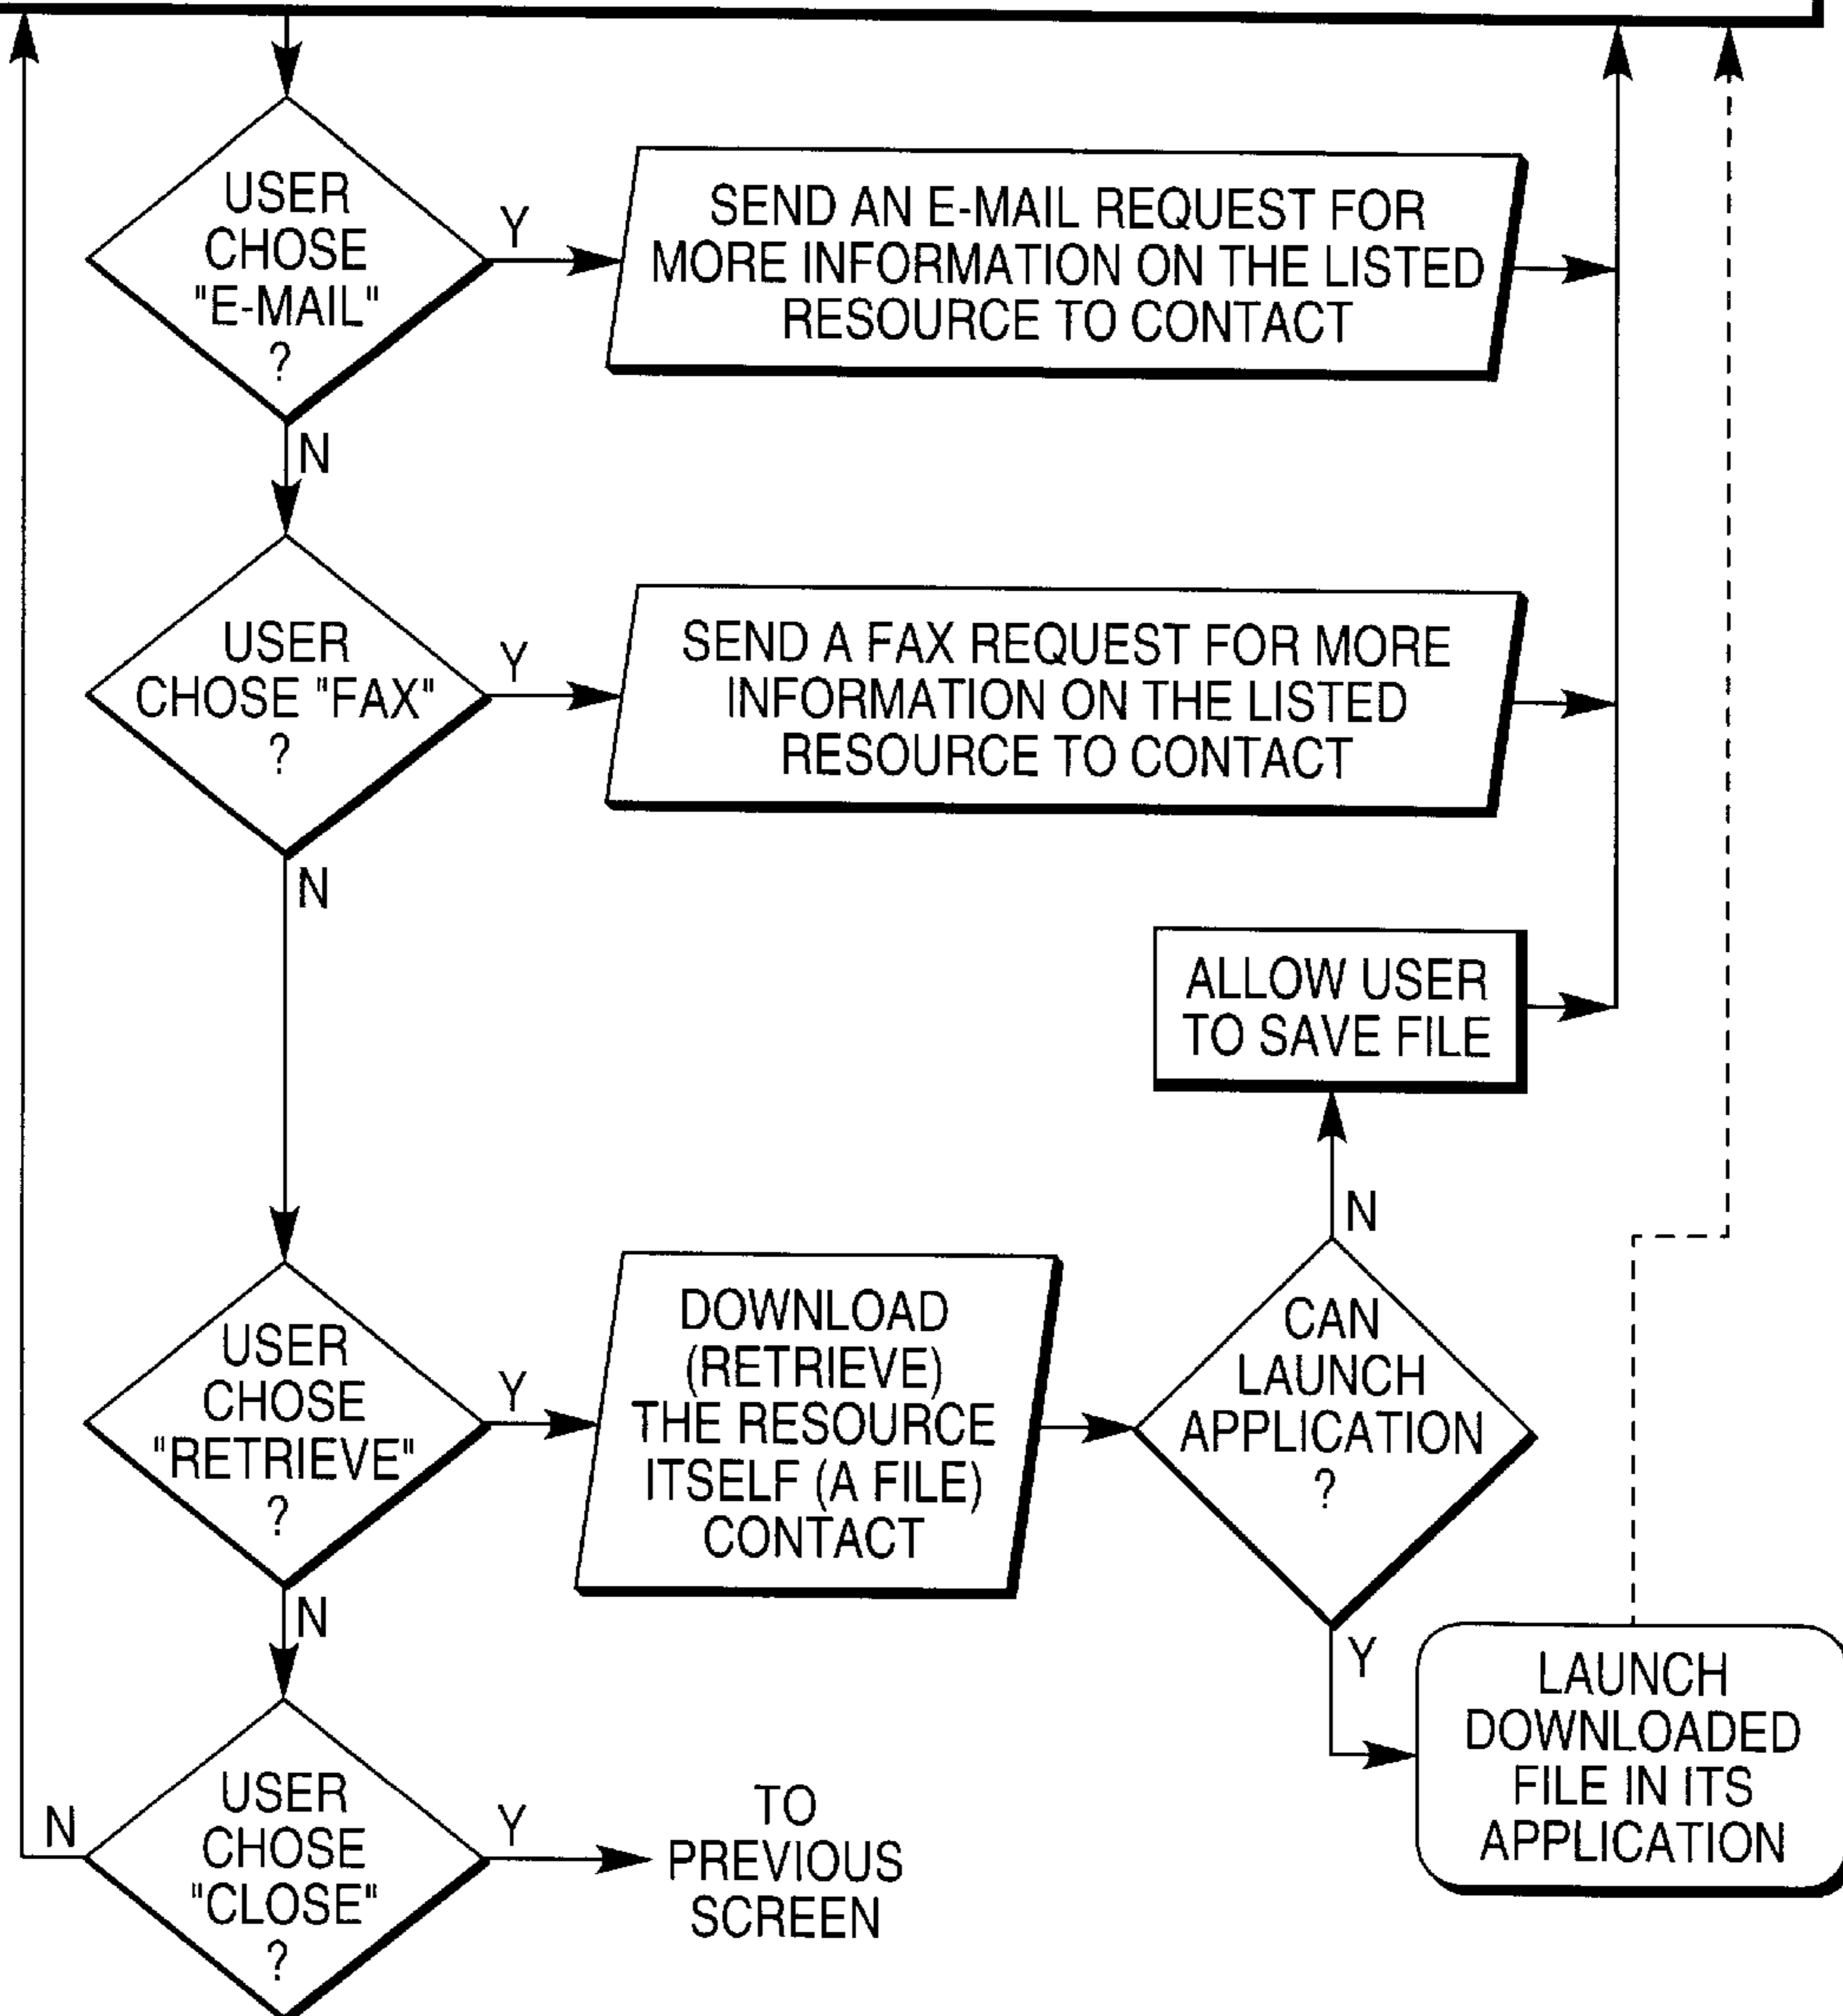 USER
CHOSE
"E-MAIL"
?
Y
SEND AN E-MAIL REQUEST FOR
MORE INFORMATION ON THE LISTED
RESOURCE TO CONTACT
N
USER
CHOSE "FAX"
?
Y
SEND A FAX REQUEST FOR MORE
INFORMATION ON THE LISTED
RESOURCE TO CONTACT
N
ALLOW USER
TO SAVE FILE
N
USER
CHOSE
"RETRIEVE"
?
Y
DOWNLOAD
(RETRIEVE)
THE RESOURCE
ITSELF (A FILE)
CONTACT
CAN
LAUNCH
APPLICATION
?
N
Y
LAUNCH
DOWNLOADED
FILE IN ITS
APPLICATION
N
USER
CHOSE
"CLOSE"
?
Y
TO
PREVIOUS
SCREEN